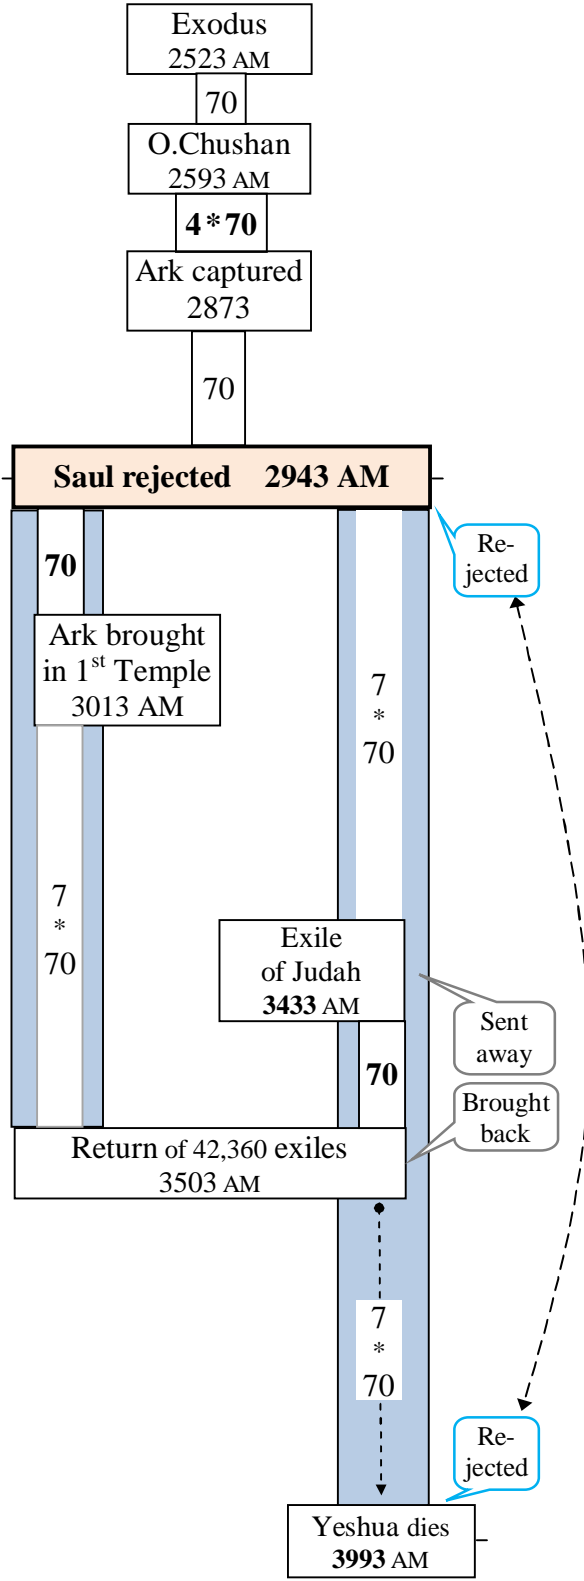 Exodus
2523 AM
70
O.Chushan
2593 AM
4*70
Ark captured
2873
70
Saul rejected 2943 AM
Re-
jected
70
Ark brought
in 1st Temple
3013 AM
7
*
70
7
*
70
Exile
of Judah
3433 AM
Sent
away
70
Brought
back
Return of 42,360 exiles
3503 AM
7
*
70
Re-
jected
Yeshua dies
3993 AM